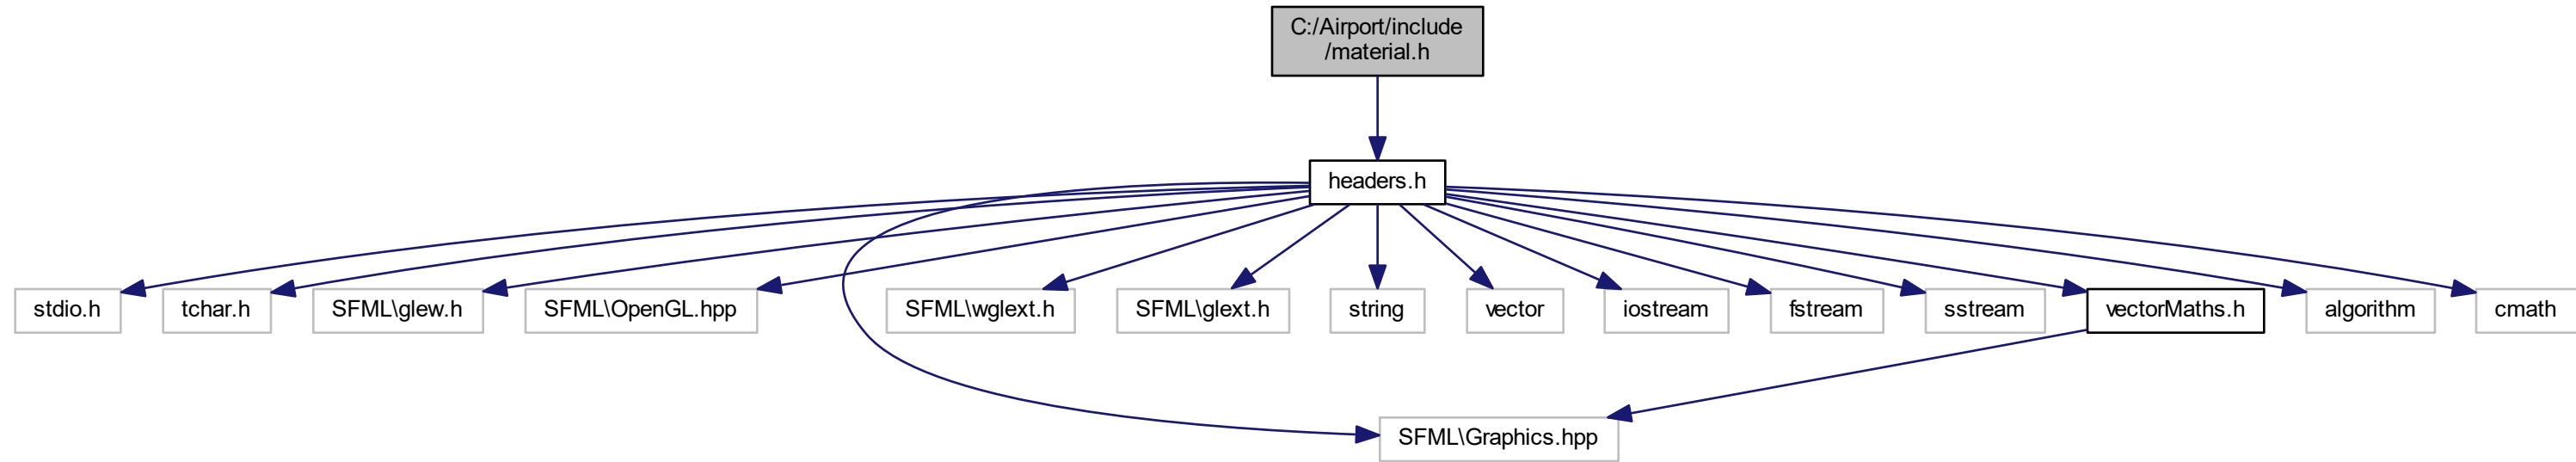 C:/Airport/include
/material.h
headers.h
stdio.h
tchar.h
SFML\glew.h
SFML\OpenGL.hpp
SFML\wglext.h
SFML\glext.h
string
vector
iostream
fstream
sstream
vectorMaths.h
algorithm
cmath
SFML\Graphics.hpp